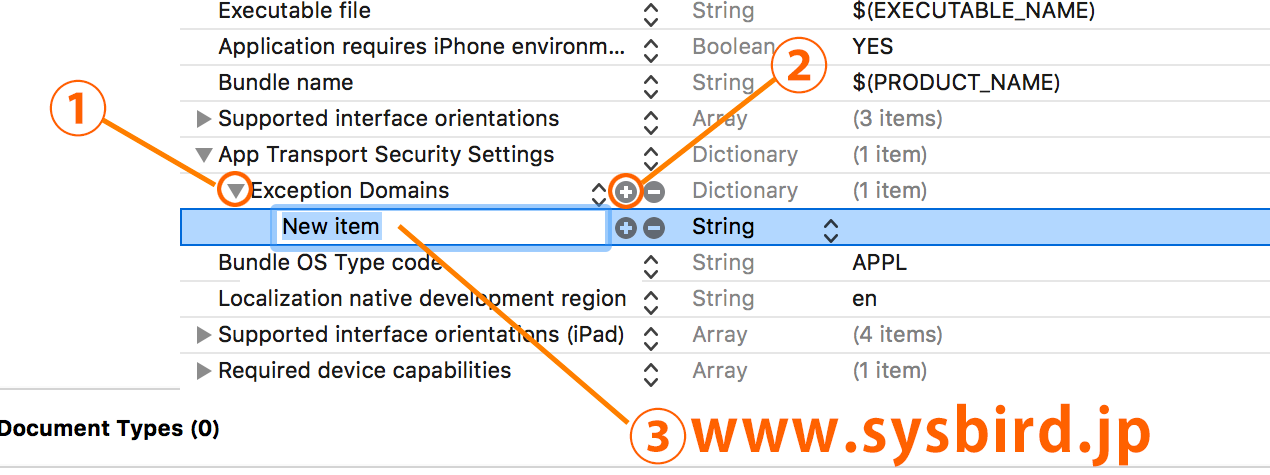 Executable file String $(EXECUTABLE_NAME)
Application requires iPhone environm... Boolean YES
② 
Bundle name String $(PRODUCT_NAME)
①
Supported interface orientations Array (3 items)
App Transport Security Settings Dictionary (1 item)
Exception Domains Dictionary (1 item)
New item String
Bundle OS Type code String APPL
Localization native development region String en
Supported interface orientations (iPad) Array (4 items)
Required device capabilities Array (1 item)
Document Types (0)
③ www.sysbird.jp